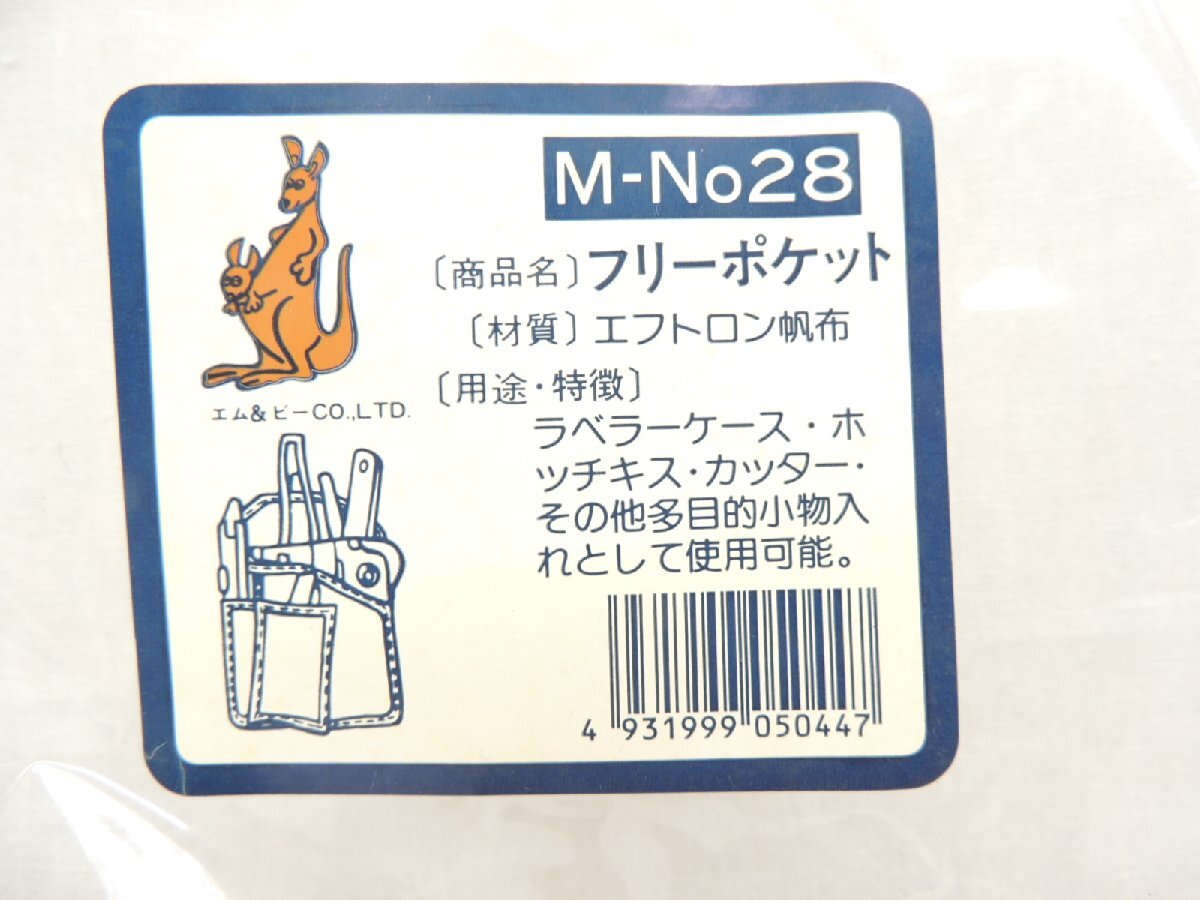 M-No28
〔商品名〕フリーポケット
〔材質〕エフトロン帆布
〔用途・特徴〕
ラベラーケース・ホ
ッチキス・カッター・
その他多目的小物入
れとして使用可能。
エム&ビーCO.,LTD.
4 931999 050447